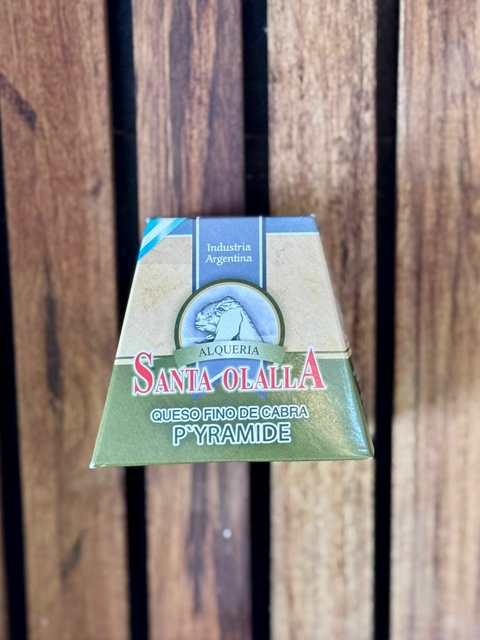 Industria
Argentina
ALQUERIA
SANTA OLALLA
QUESO FINO DE CABRA
P`YRAMIDE